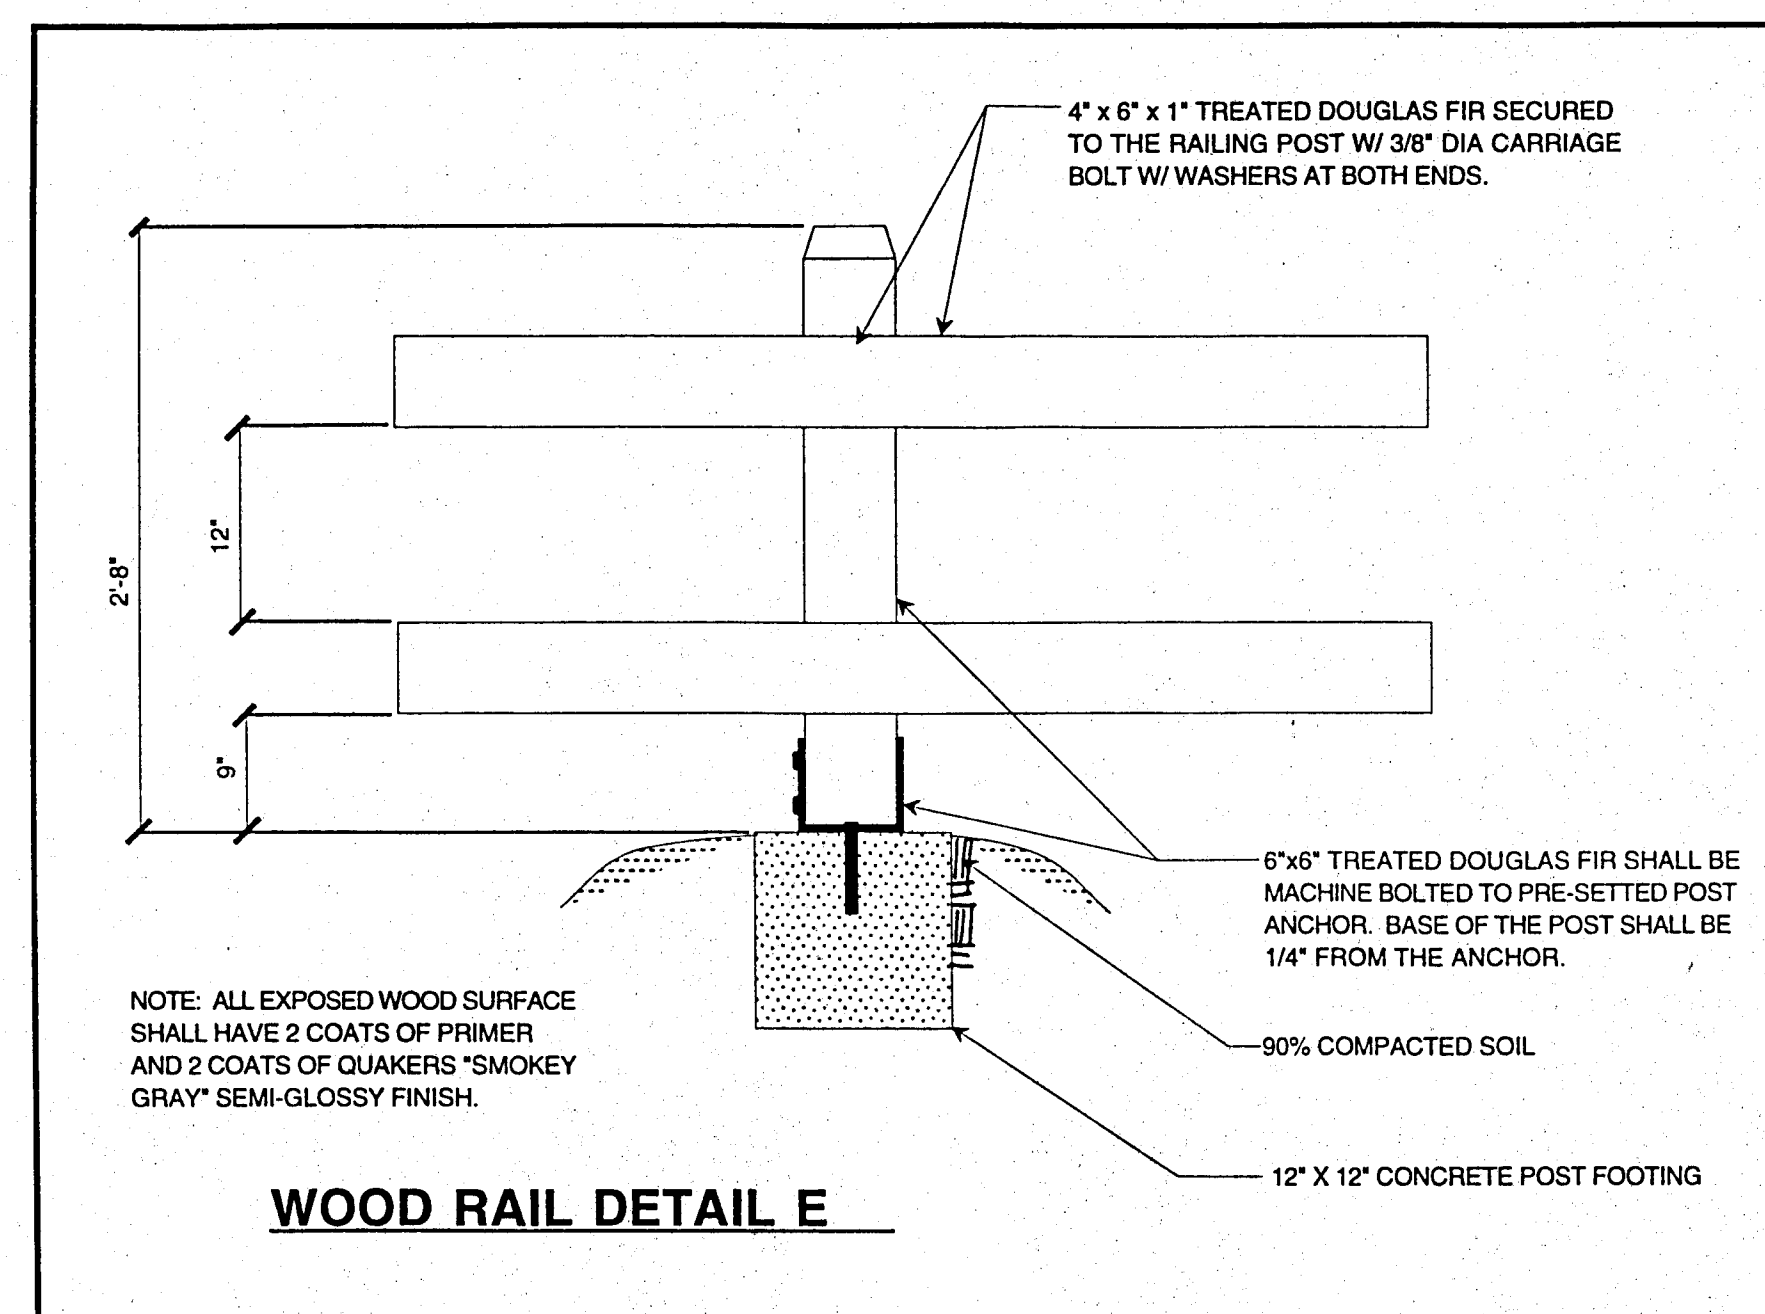 4" x 6" x 1" TREATED DOUGLAS FIR SECURED
TO THE RAILING POST W/ 3/8" DIA CARRIAGE
BOLT W/ WASHERS AT BOTH ENDS.
2'-8"
12"
9"
6"x6" TREATED DOUGLAS FIR SHALL BE
MACHINE BOLTED TO PRE-SETTED POST
ANCHOR. BASE OF THE POST SHALL BE
1/4" FROM THE ANCHOR.
NOTE: ALL EXPOSED WOOD SURFACE
SHALL HAVE 2 COATS OF PRIMER
AND 2 COATS OF QUAKERS "SMOKEY
GRAY" SEMI-GLOSSY FINISH.
90% COMPACTED SOIL
12" X 12" CONCRETE POST FOOTING
WOOD RAIL DETAIL E